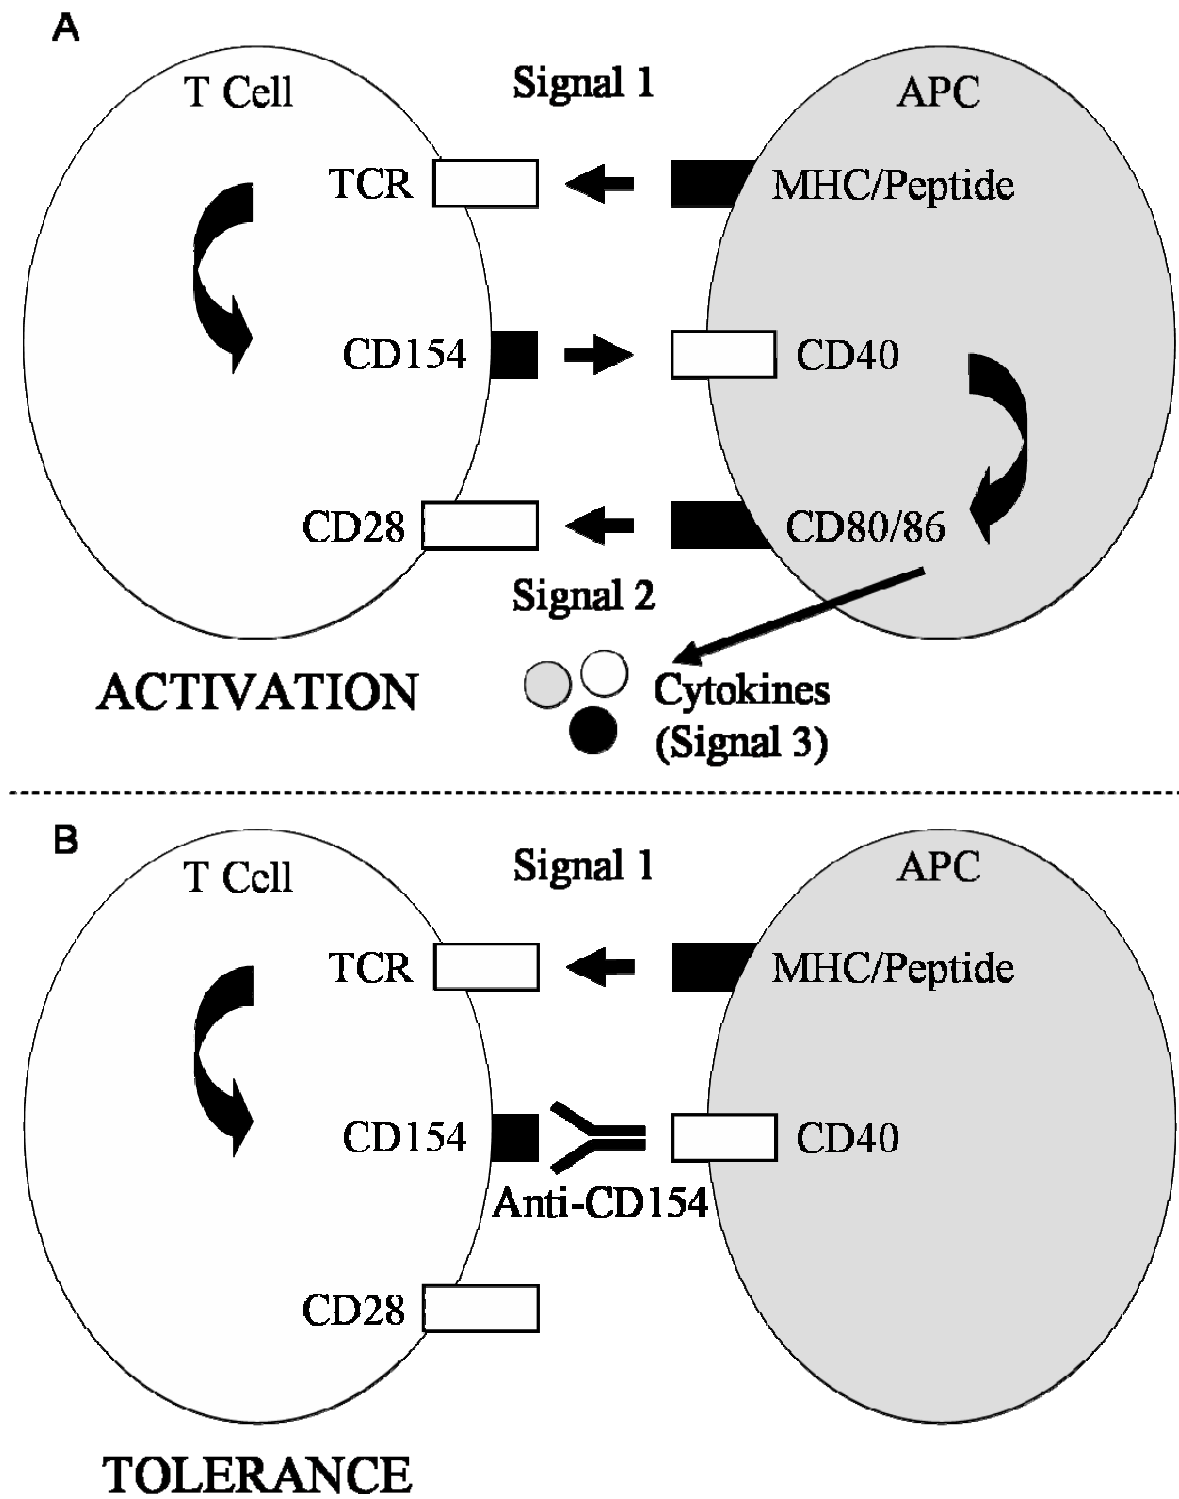 A
T Cell
Signal 1
APC
TCR
MHC/Peptide
CD154
CD40
CD28
CD80/86
Signal 2
ACTIVATION
Cytokines
(Signal 3)
B
T Cell
Signal 1
APC
TCR
MHC/Peptide
CD154
CD40
Anti-CD154
CD28
TOLERANCE